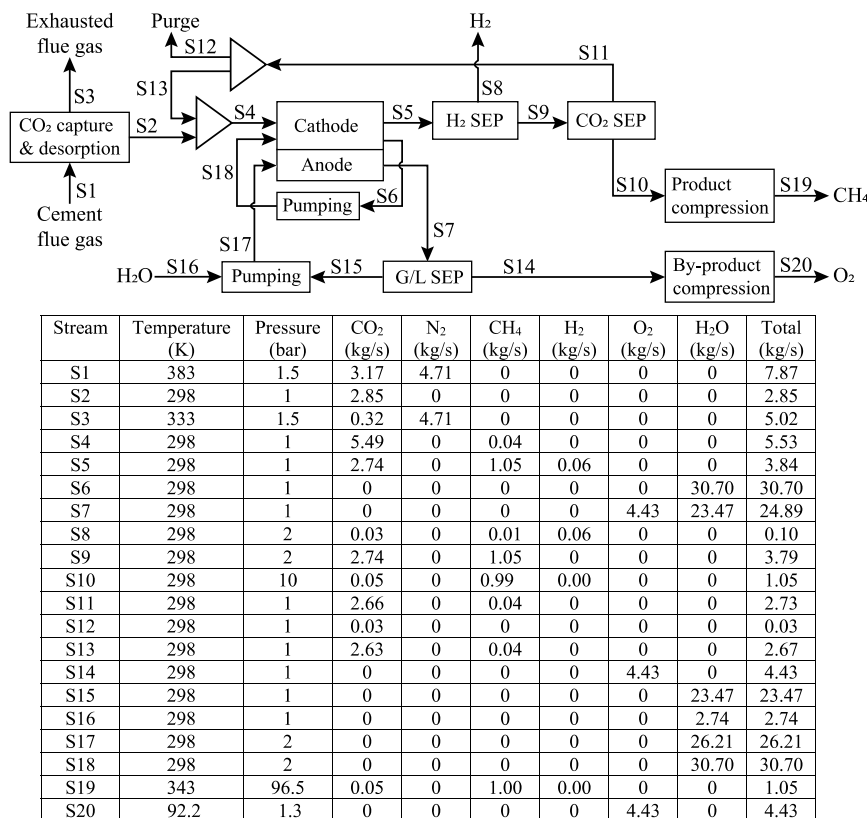 Exhausted
flue gas
Purge
H₂
S12
S11
S13
S8
S3
CO₂ capture
& desorption
S2
S4
Cathode
S5
H₂ SEP
S9
CO₂ SEP
S18
Anode
S1
Cement
flue gas
Pumping
S6
S10
Product
compression
S19
CH₄
S17
S7
H₂O
S16
Pumping
S15
G/L SEP
S14
By-product
compression
S20
O₂
Stream Temperature (K) Pressure (bar) CO₂ (kg/s) N₂ (kg/s) CH₄ (kg/s) H₂ (kg/s) O₂ (kg/s) H₂O (kg/s) Total (kg/s)
S1 383 1.5 3.17 4.71 0 0 0 0 7.87
S2 298 1 2.85 0 0 0 0 0 2.85
S3 333 1.5 0.32 4.71 0 0 0 0 5.02
S4 298 1 5.49 0 0.04 0 0 0 5.53
S5 298 1 2.74 0 1.05 0.06 0 0 3.84
S6 298 1 0 0 0 0 0 30.70 30.70
S7 298 1 0 0 0 0 4.43 23.47 24.89
S8 298 2 0.03 0 0.01 0.06 0 0 0.10
S9 298 2 2.74 0 1.05 0 0 0 3.79
S10 298 10 0.05 0 0.99 0.00 0 0 1.05
S11 298 1 2.66 0 0.04 0 0 0 2.73
S12 298 1 0.03 0 0 0 0 0 0.03
S13 298 1 2.63 0 0.04 0 0 0 2.67
S14 298 1 0 0 0 0 4.43 0 4.43
S15 298 1 0 0 0 0 0 23.47 23.47
S16 298 1 0 0 0 0 0 2.74 2.74
S17 298 2 0 0 0 0 0 26.21 26.21
S18 298 2 0 0 0 0 0 30.70 30.70
S19 343 96.5 0.05 0 1.00 0.00 0 0 1.05
S20 92.2 1.3 0 0 0 0 4.43 0 4.43